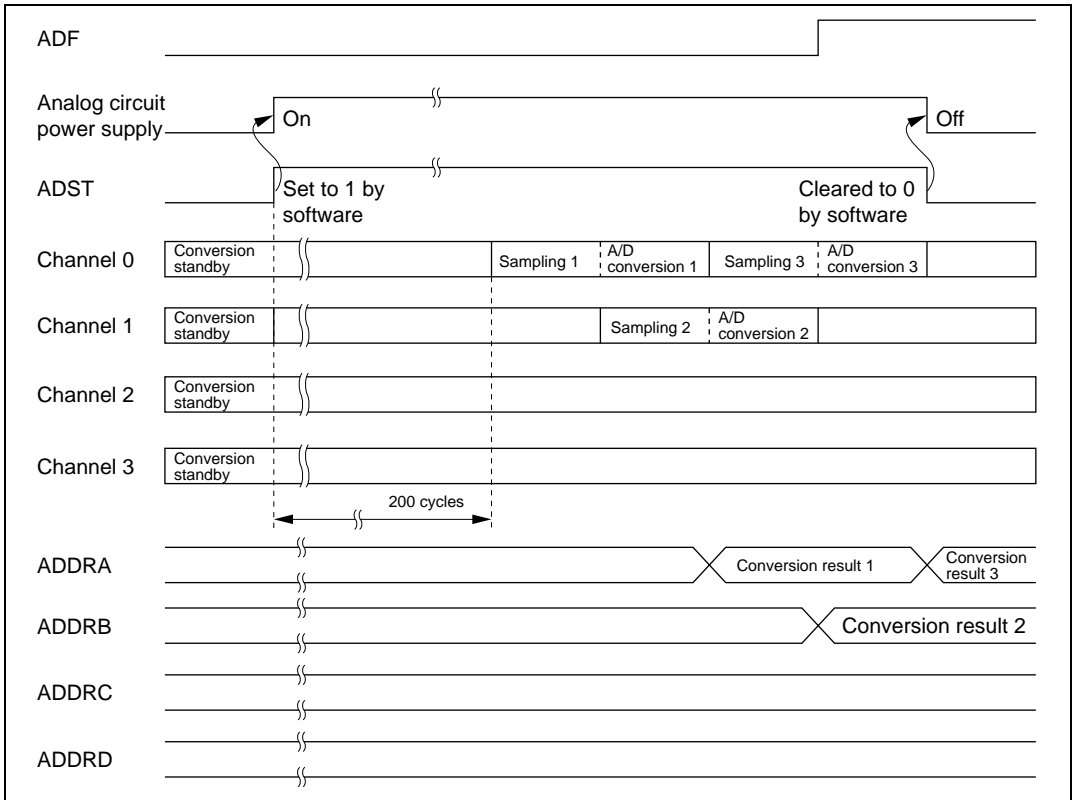 ADF
Analog circuit
power supply
On
Off
ADST
Set to 1 by
software
Cleared to 0
by software
Channel 0
Conversion
standby
Sampling 1
A/D
conversion 1
Sampling 3
A/D
conversion 3
Channel 1
Conversion
standby
Sampling 2
A/D
conversion 2
Channel 2
Conversion
standby
Channel 3
Conversion
standby
200 cycles
ADDRA
Conversion result 1
Conversion
result 3
ADDRB
Conversion result 2
ADDRC
ADDRD